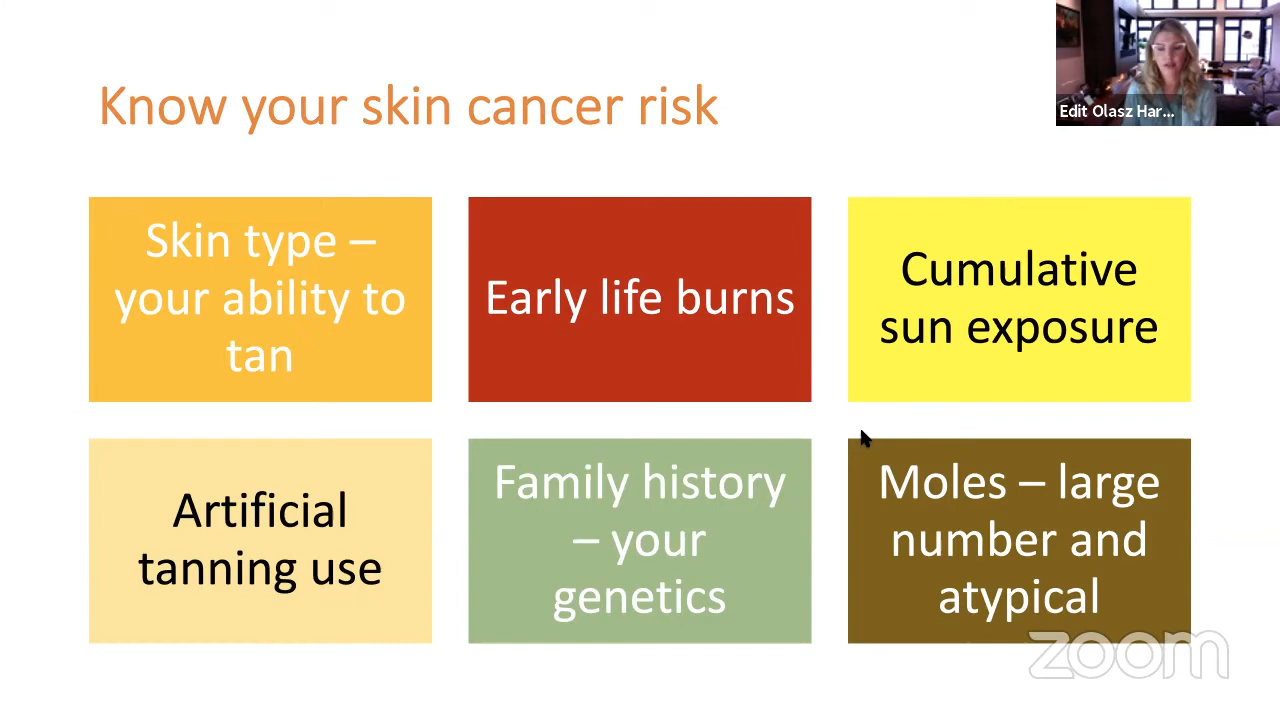 Know your skin cancer risk
Edit Olasz Har...
Skin type –
your ability to
tan
Early life burns
Cumulative
sun exposure
Artificial
tanning use
Family history
– your
genetics
Moles – large
number and
atypical
zoom